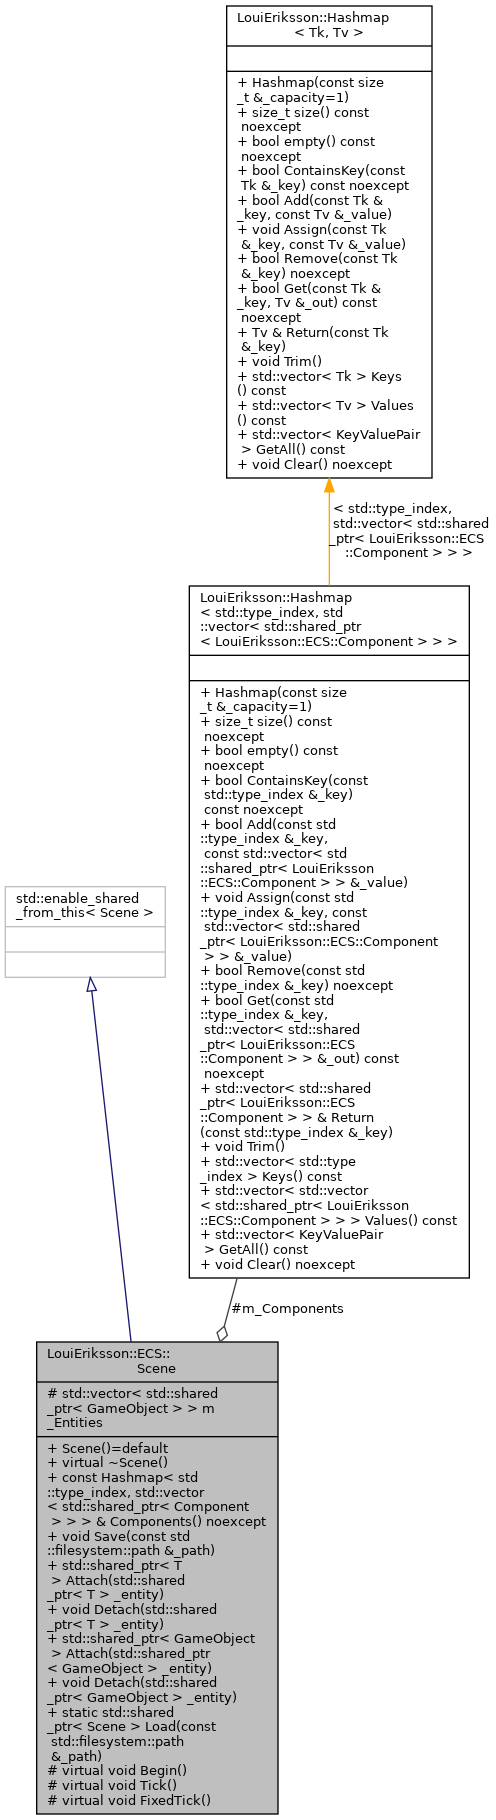 LouiEriksson::Hashmap
< Tk, Tv >
+ Hashmap(const size
_t &_capacity=1)
+ size_t size() const
noexcept
+ bool empty() const
noexcept
+ bool ContainsKey(const
Tk &_key) const noexcept
+ bool Add(const Tk &
_key, const Tv &_value)
+ void Assign(const Tk
&_key, const Tv &_value)
+ bool Remove(const Tk
&_key) noexcept
+ bool Get(const Tk &
_key, Tv &_out) const
noexcept
+ Tv & Return(const Tk
&_key)
+ void Trim()
+ std::vector< Tk > Keys
() const
+ std::vector< Tv > Values
() const
+ std::vector< KeyValuePair
> GetAll() const
+ void Clear() noexcept
< std::type_index,
std::vector< std::shared
_ptr< LouiEriksson::ECS
::Component > > >
LouiEriksson::Hashmap
< std::type_index, std
::vector< std::shared_ptr
< LouiEriksson::ECS::Component > > >
+ Hashmap(const size
_t &_capacity=1)
+ size_t size() const
noexcept
+ bool empty() const
noexcept
+ bool ContainsKey(const
std::type_index &_key)
const noexcept
+ bool Add(const std
::type_index &_key,
const std::vector< std
::shared_ptr< LouiEriksson
::ECS::Component > > &_value)
+ void Assign(const std
::type_index &_key, const
std::vector< std::shared
_ptr< LouiEriksson::ECS::Component
> > &_value)
+ bool Remove(const std
::type_index &_key) noexcept
+ bool Get(const std
::type_index &_key,
std::vector< std::shared
_ptr< LouiEriksson::ECS
::Component > > &_out) const
noexcept
+ std::vector< std::shared
_ptr< LouiEriksson::ECS
::Component > > & Return
(const std::type_index &_key)
+ void Trim()
+ std::vector< std::type
_index > Keys() const
+ std::vector< std::vector
< std::shared_ptr< LouiEriksson
::ECS::Component > > > Values() const
+ std::vector< KeyValuePair
> GetAll() const
+ void Clear() noexcept
std::enable_shared
_from_this< Scene >
#m_Components
LouiEriksson::ECS::
Scene
# std::vector< std::shared
_ptr< GameObject > > m
_Entities
+ Scene()=default
+ virtual ~Scene()
+ const Hashmap< std
::type_index, std::vector
< std::shared_ptr< Component
> > > & Components() noexcept
+ void Save(const std
::filesystem::path &_path)
+ std::shared_ptr< T
> Attach(std::shared
_ptr< T > _entity)
+ void Detach(std::shared
_ptr< T > _entity)
+ std::shared_ptr< GameObject
> Attach(std::shared_ptr
< GameObject > _entity)
+ void Detach(std::shared
_ptr< GameObject > _entity)
+ static std::shared
_ptr< Scene > Load(const
std::filesystem::path
&_path)
# virtual void Begin()
# virtual void Tick()
# virtual void FixedTick()